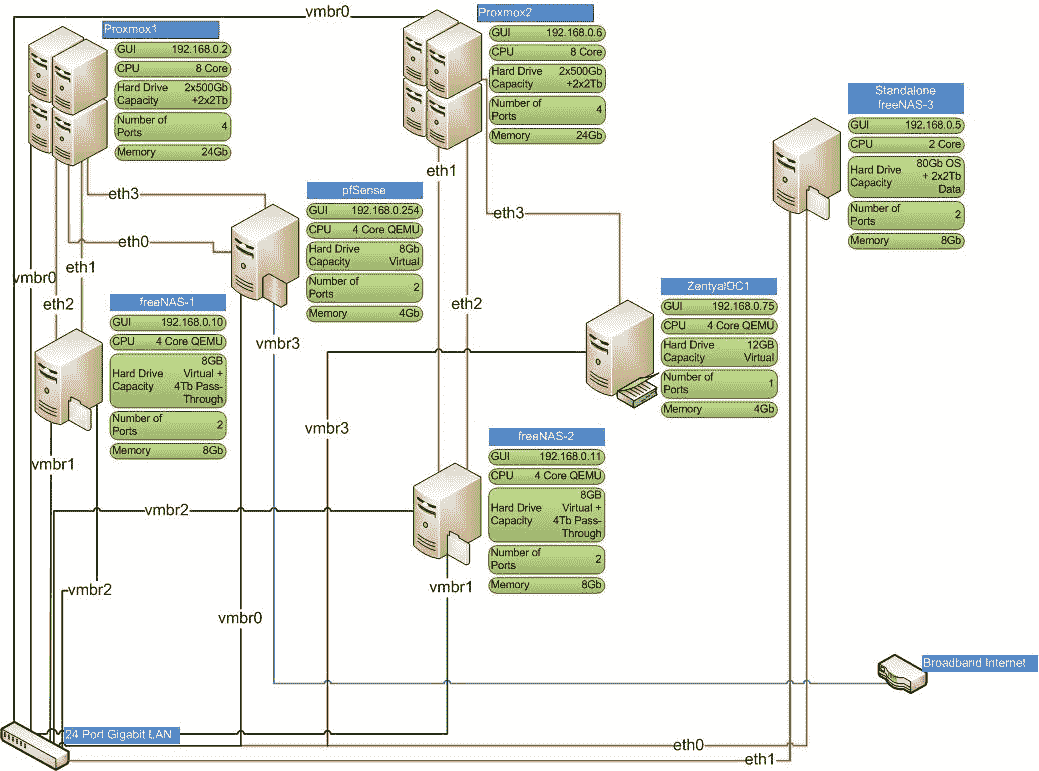 vmbr0
Proxmox1
GUI 192.168.0.2
CPU 8 Core
Hard Drive Capacity 2x500Gb +2x2Tb
Number of Ports 4
Memory 24Gb
Proxmox2
GUI 192.168.0.6
CPU 8 Core
Hard Drive Capacity 2x500Gb +2x2Tb
Number of Ports 4
Memory 24Gb
Standalone
freeNAS-3
GUI 192.168.0.5
CPU 2 Core
Hard Drive Capacity 80Gb OS + 2x2Tb Data
Number of Ports 2
Memory 8Gb
eth3
eth0
vmbr0
eth1
eth2
pfSense
GUI 192.168.0.254
CPU 4 Core QEMU
Hard Drive Capacity 8Gb Virtual
Number of Ports 2
Memory 4Gb
eth1
eth3
eth2
freeNAS-1
GUI 192.168.0.10
CPU 4 Core QEMU
Hard Drive Capacity 8GB Virtual + 4Tb Pass-Through
Number of Ports 2
Memory 8Gb
vmbr3
ZentyalDC1
GUI 192.168.0.75
CPU 4 Core QEMU
Hard Drive Capacity 12GB Virtual
Number of Ports 1
Memory 4Gb
vmbr3
freeNAS-2
GUI 192.168.0.11
CPU 4 Core QEMU
Hard Drive Capacity 8GB Virtual + 4Tb Pass-Through
Number of Ports 2
Memory 8Gb
vmbr1
vmbr2
vmbr2
vmbr1
vmbr0
Broadband Internet
24 Port Gigabit LAN
eth0
eth1